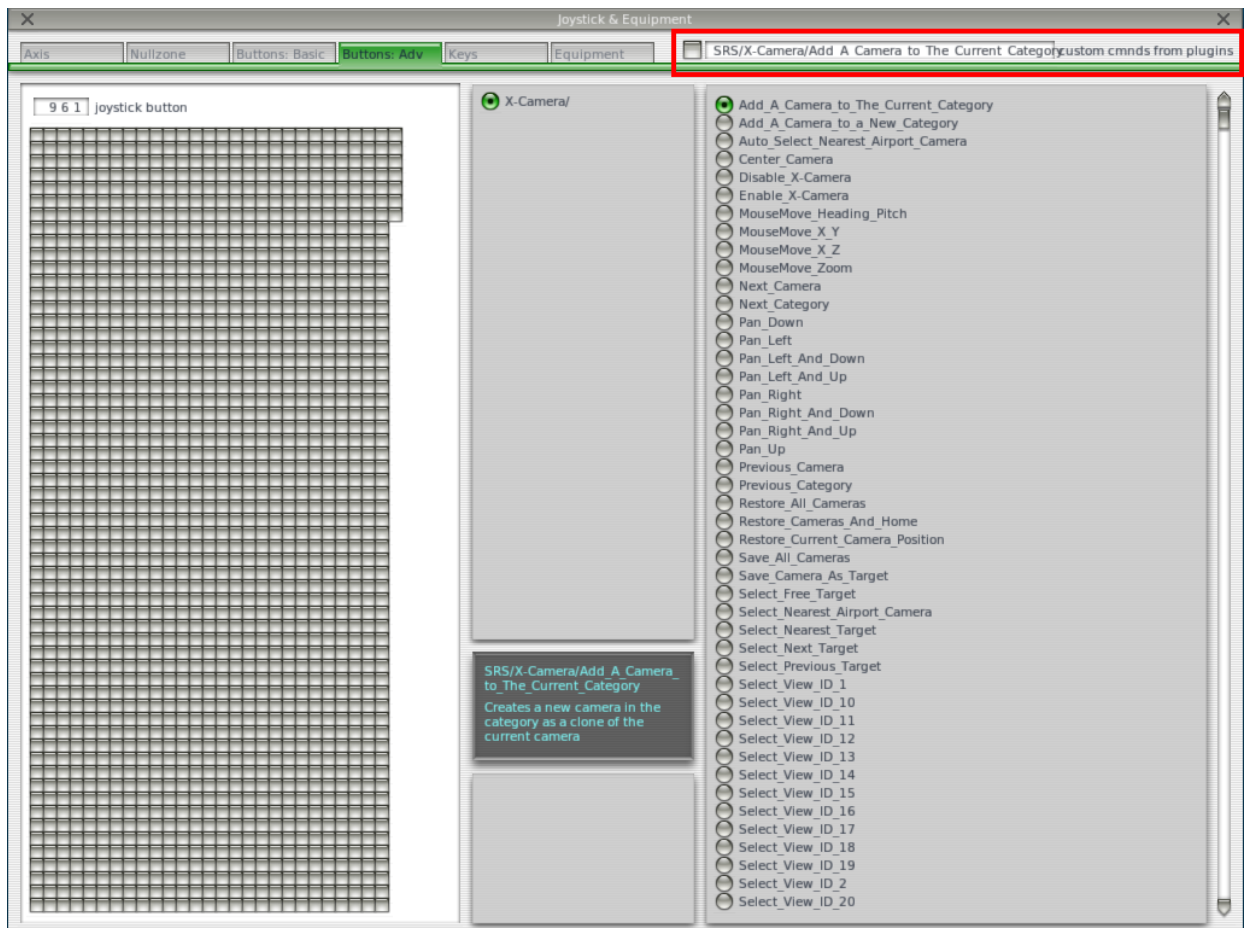 Joystick & Equipment
Axis
Nullzone
Buttons: Basic
Buttons: Adv
Keys
Equipment
SRS/X-Camera/Add_A_Camera_to_The_Current_Category
custom cmnds from plugins
9 6 1 joystick button
X-Camera/
SRS/X-Camera/Add_A_Camera_
to_The_Current_Category
Creates a new camera in the
category as a clone of the
current camera
Add_A_Camera_to_The_Current_Category
Add_A_Camera_to_a_New_Category
Auto_Select_Nearest_Airport_Camera
Center_Camera
Disable_X-Camera
Enable_X-Camera
MouseMove_Heading_Pitch
MouseMove_X_Y
MouseMove_X_Z
MouseMove_Zoom
Next_Camera
Next_Category
Pan_Down
Pan_Left
Pan_Left_And_Down
Pan_Left_And_Up
Pan_Right
Pan_Right_And_Down
Pan_Right_And_Up
Pan_Up
Previous_Camera
Previous_Category
Restore_All_Cameras
Restore_Cameras_And_Home
Restore_Current_Camera_Position
Save_All_Cameras
Save_Camera_As_Target
Select_Free_Target
Select_Nearest_Airport_Camera
Select_Nearest_Target
Select_Next_Target
Select_Previous_Target
Select_View_ID_1
Select_View_ID_10
Select_View_ID_11
Select_View_ID_12
Select_View_ID_13
Select_View_ID_14
Select_View_ID_15
Select_View_ID_16
Select_View_ID_17
Select_View_ID_18
Select_View_ID_19
Select_View_ID_2
Select_View_ID_20